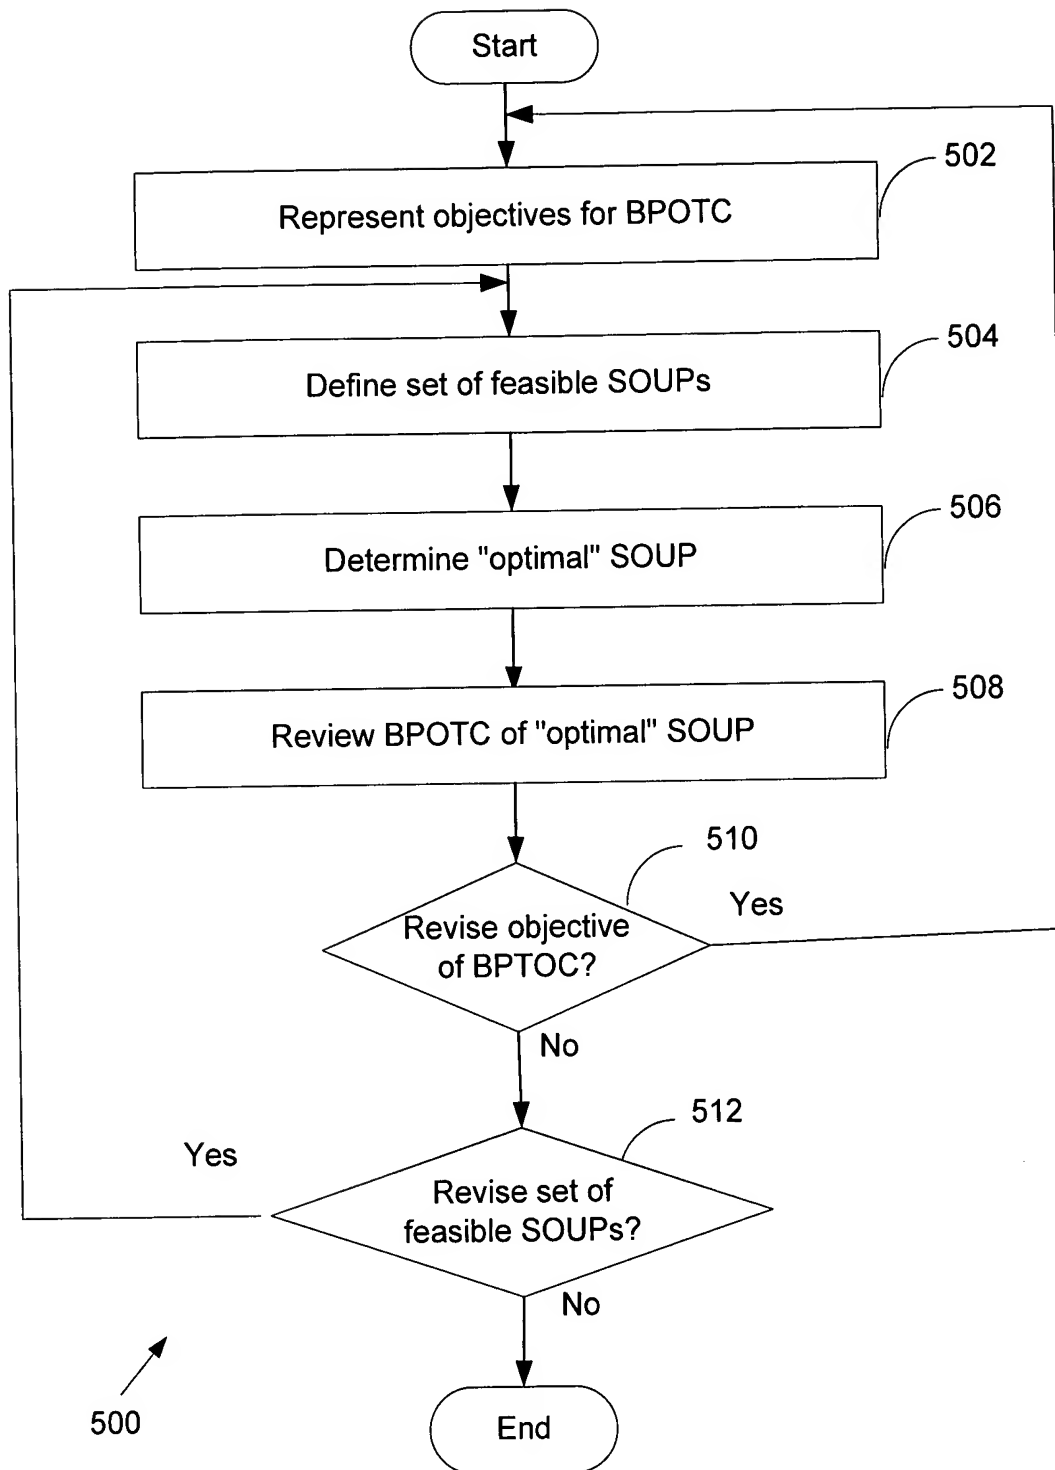 Start
502
Represent objectives for BPOTC
504
Define set of feasible SOUPs
506
Determine "optimal" SOUP
508
Review BPOTC of "optimal" SOUP
510
Revise objective
of BPTOC?
Yes
No
512
Yes
Revise set of
feasible SOUPs?
No
500
End